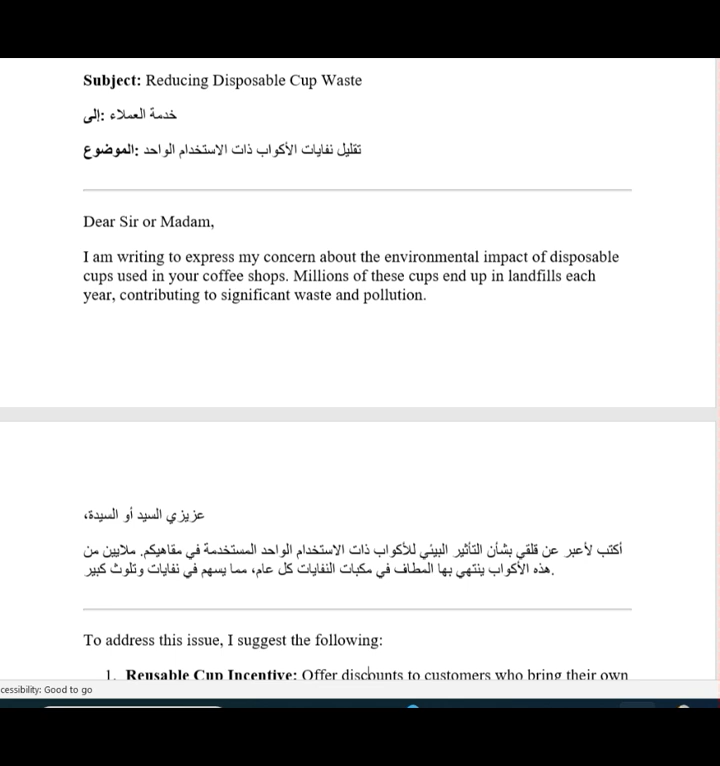 Subject: Reducing Disposable Cup Waste
خدمة العملاء :إلى
تقليل نفايات الأكواب ذات الاستخدام الواحد :الموضوع
Dear Sir or Madam,
I am writing to express my concern about the environmental impact of disposable
cups used in your coffee shops. Millions of these cups end up in landfills each
year, contributing to significant waste and pollution.
عزيزي السيد أو السيدة،
أكتب لأعبر عن قلقي بشأن التأثير البيئي للأكواب ذات الاستخدام الواحد المستخدمة في مقاهيكم. ملايين من
هذه الأكواب ينتهي بها المطاف في مكبات النفايات كل عام، مما يسهم في نفايات وتلوث كبير.
To address this issue, I suggest the following:
1. Reusable Cup Incentive: Offer discounts to customers who bring their own
cessibility: Good to go